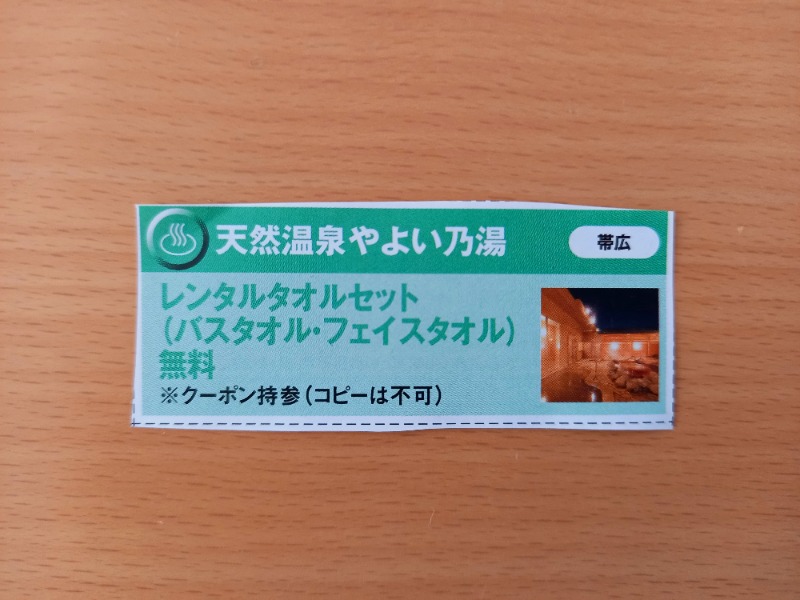 天然温泉やよい乃湯
帯広
レンタルタオルセット
(バスタオル・フェイスタオル)
無料
※クーポン持参(コピーは不可)